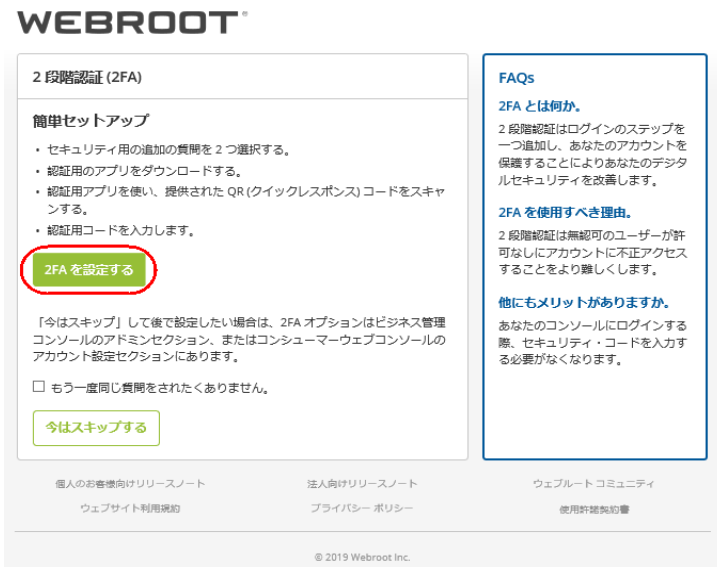 WEBROOT
2 段階認証 (2FA)
簡単セットアップ
・ セキュリティ用の追加の質問を 2 つ選択する。
・ 認証用のアプリをダウンロードする。
・ 認証用アプリを使い、提供された QR (クイックレスポンス) コードをスキャ
ンする。
・ 認証用コードを入力します。
2FA を設定する
「今はスキップ」して後で設定したい場合は、2FA オプションはビジネス管理
コンソールのアドミンセクション、またはコンシューマーウェブコンソールの
アカウント設定セクションにあります。
もう一度同じ質問をされたくありません。
今はスキップする
FAQs
2FA とは何か。
2 段階認証はログインのステップを
一つ追加し、あなたのアカウントを
保護することによりあなたのデジタ
ルセキュリティを改善します。
2FA を使用すべき理由。
2 段階認証は無認可のユーザーが許
可なしにアカウントに不正アクセス
することをより難しくします。
他にもメリットがありますか。
あなたのコンソールにログインする
際、セキュリティ・コードを入力す
る必要がなくなります。
個人のお客様向けリリースノート
法人向けリリースノート
ウェブルート コミュニティ
ウェブサイト利用規約
プライバシー ポリシー
使用許諾契約書
© 2019 Webroot Inc.